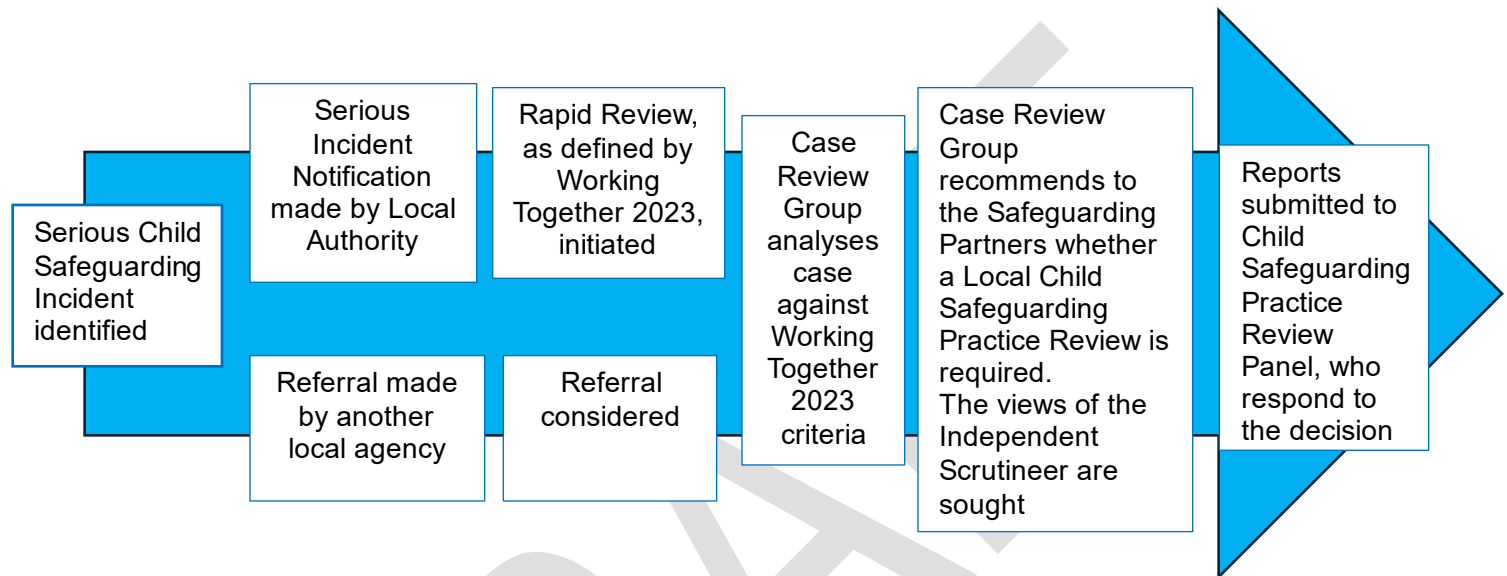 Serious Child
Safeguarding
Incident
identified
Serious
Incident
Notification
made by Local
Authority
Referral made
by another
local agency
Rapid Review,
as defined by
Working
Together 2023,
initiated
Referral
considered
Case
Review
Group
analyses
case
against
Working
Together
2023
criteria
Case Review
Group
recommends to
the Safeguarding
Partners whether
a Local Child
Safeguarding
Practice Review is
required.
The views of the
Independent
Scrutineer are
sought
Reports
submitted to
Child
Safeguarding
Practice
Review
Panel, who
respond to
the decision